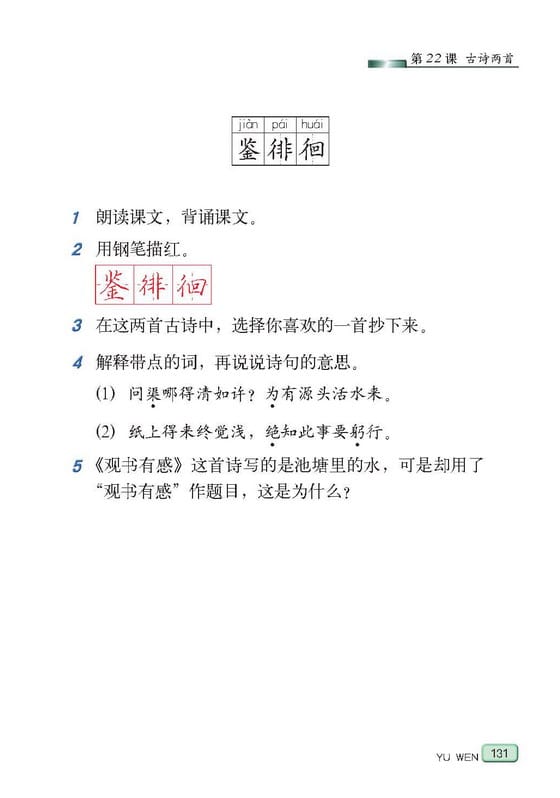 第22课 古诗两首
jiàn pái huái
鉴徘徊
1 朗读课文，背诵课文。
2 用钢笔描红。
鉴徘徊
3 在这两首古诗中，选择你喜欢的一首抄下来。
4 解释带点的词，再说说诗句的意思。
(1) 问渠哪得清如许？为有源头活水来。
(2) 纸上得来终觉浅，绝知此事要躬行。
5 《观书有感》这首诗写的是池塘里的水，可是却用了
“观书有感”作题目，这是为什么？
YU WEN 131